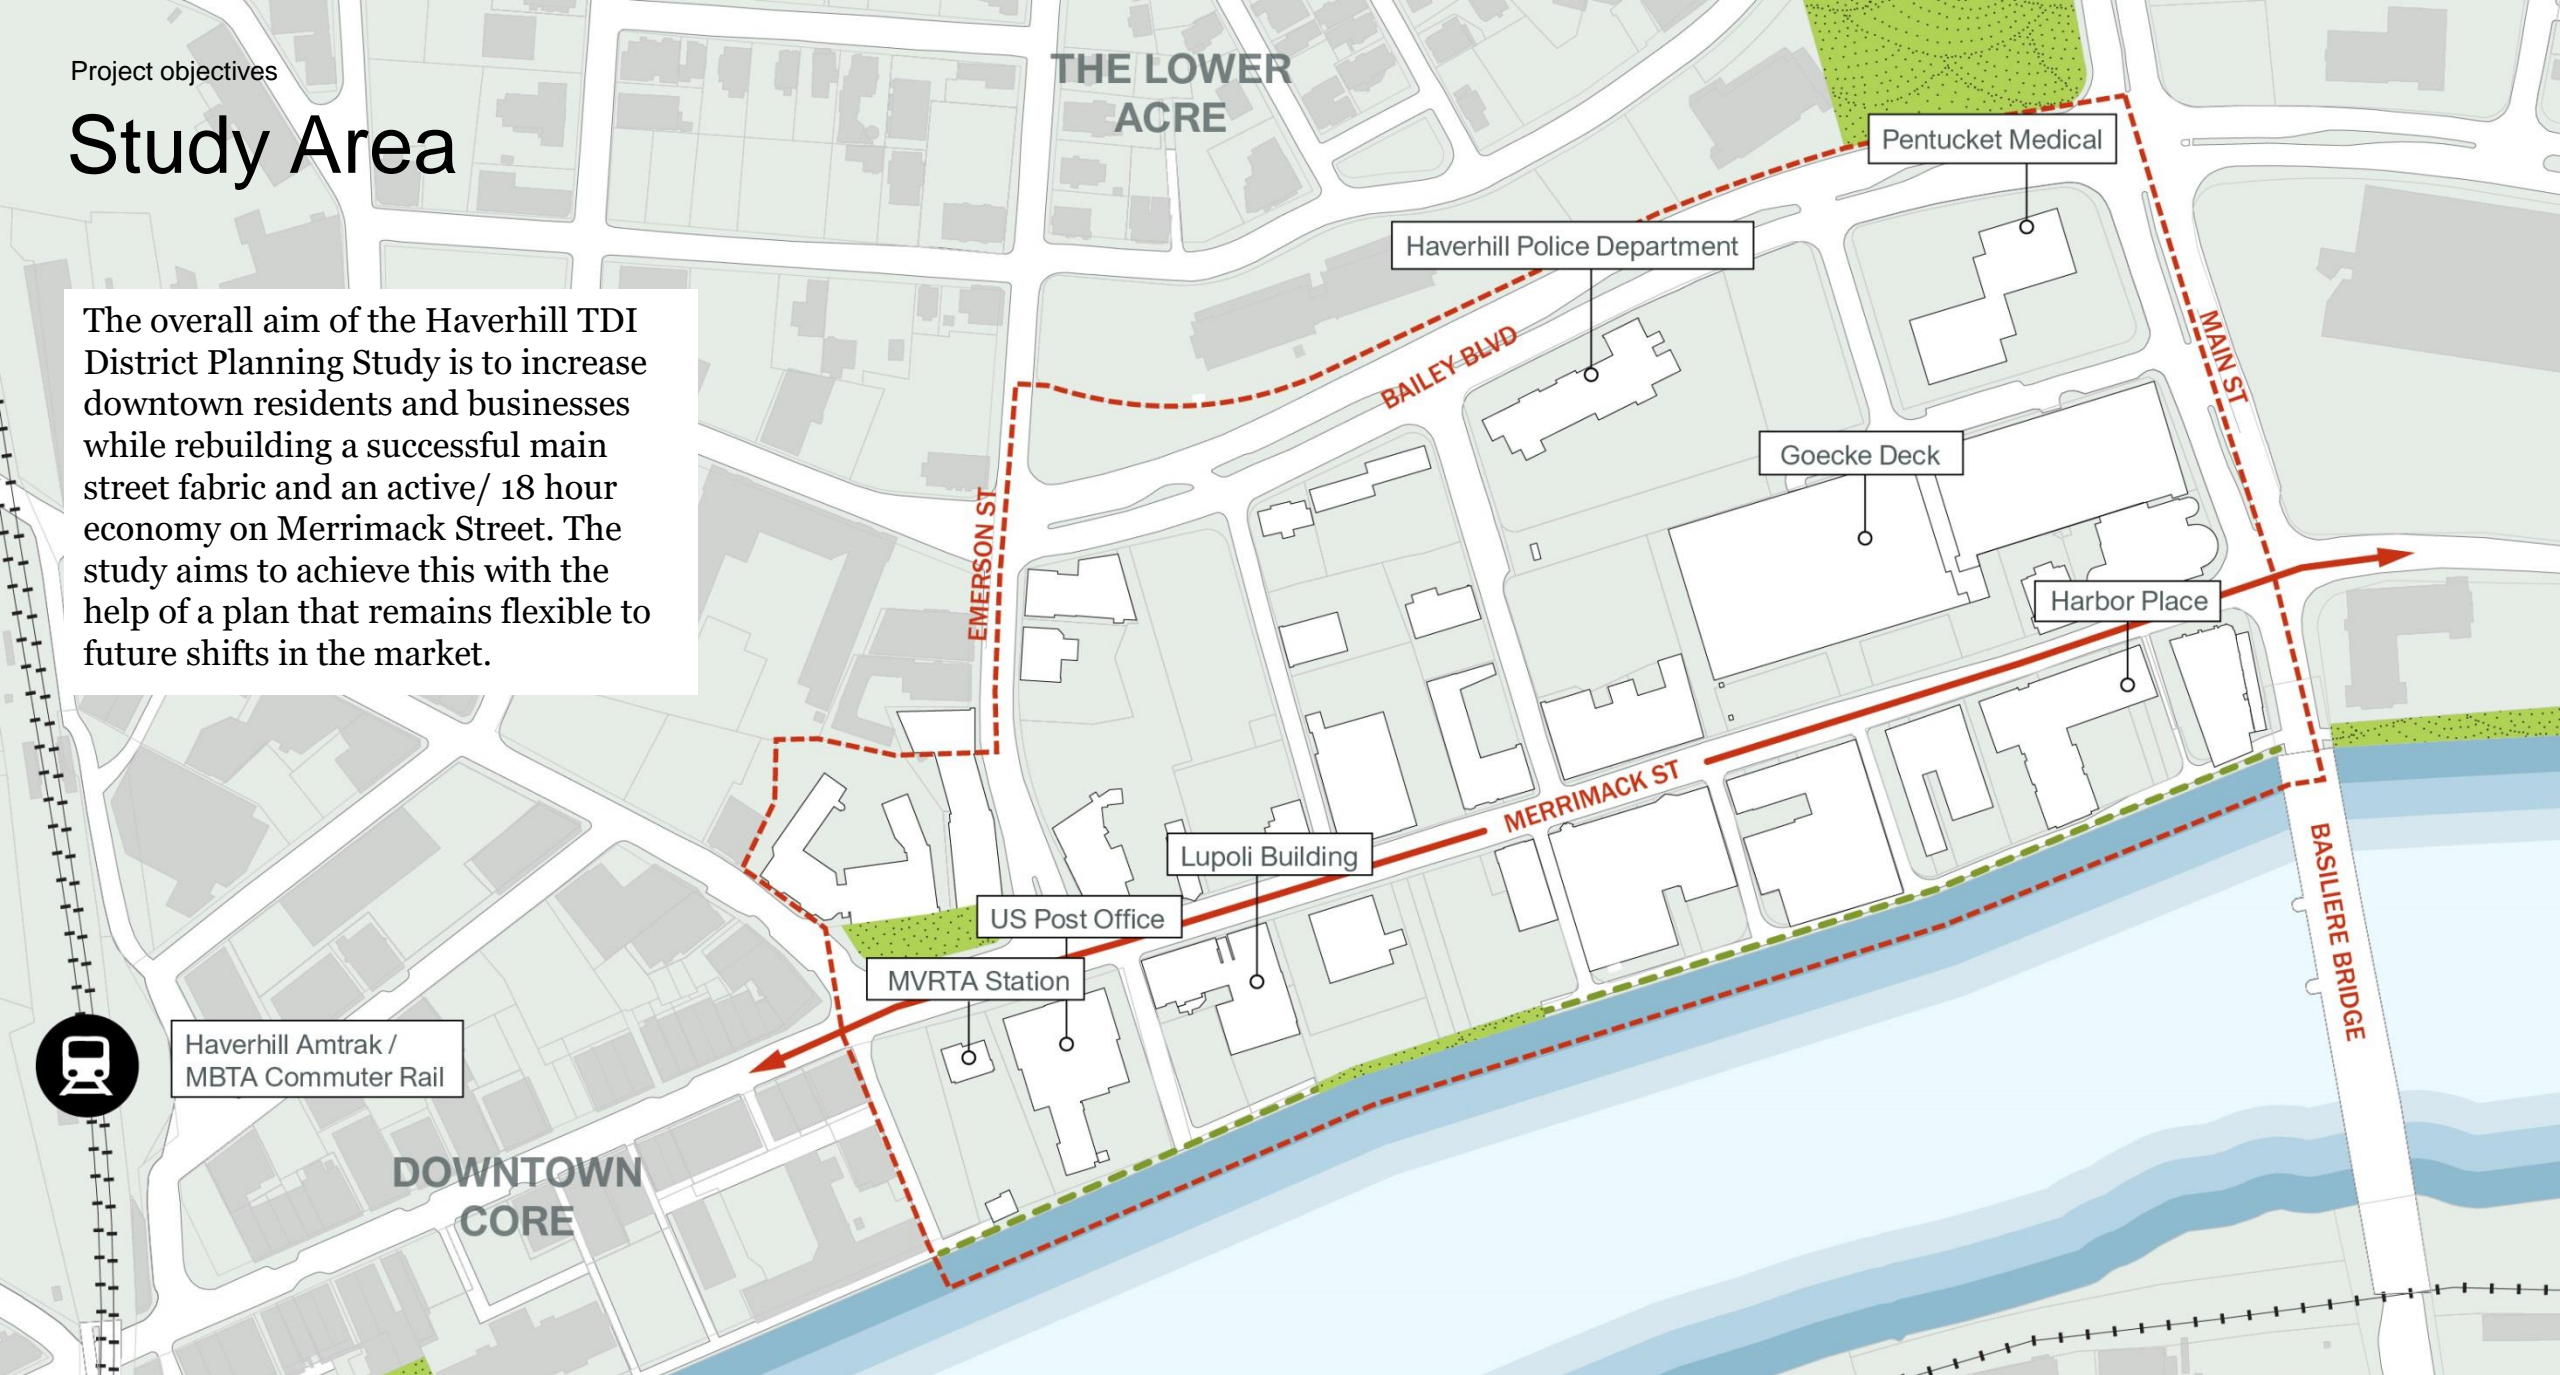 Project objectives
Study Area
The overall aim of the Haverhill TDI
District Planning Study is to increase
downtown residents and businesses
while rebuilding a successful main
street fabric and an active/ 18 hour
economy on Merrimack Street. The
study aims to achieve this with the
help of a plan that remains flexible to
future shifts in the market.
THE LOWER
ACRE
Pentucket Medical
Haverhill Police Department
MAIN ST
BAILEY BLVD
Goecke Deck
EMERSON ST
Harbor Place
MERRIMACK ST
Lupoli Building
US Post Office
MVRTA Station
BASILIERE BRIDGE
Haverhill Amtrak /
MBTA Commuter Rail
DOWNTOWN
CORE